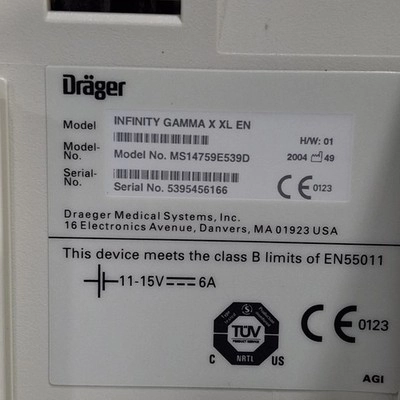 Dräger
Model INFINITY GAMMA X XL EN
H/W: 01
Model-No. Model No. MS14759E539D
2004 49
Serial-No. Serial No. 5395456166
CE 0123
Draeger Medical Systems, Inc.
16 Electronics Avenue, Danvers, MA 01923 USA
This device meets the class B limits of EN55011
11-15V 6A
TÜV
PRODUCT SERVICE
C NRTL US
CE 0123
AGI